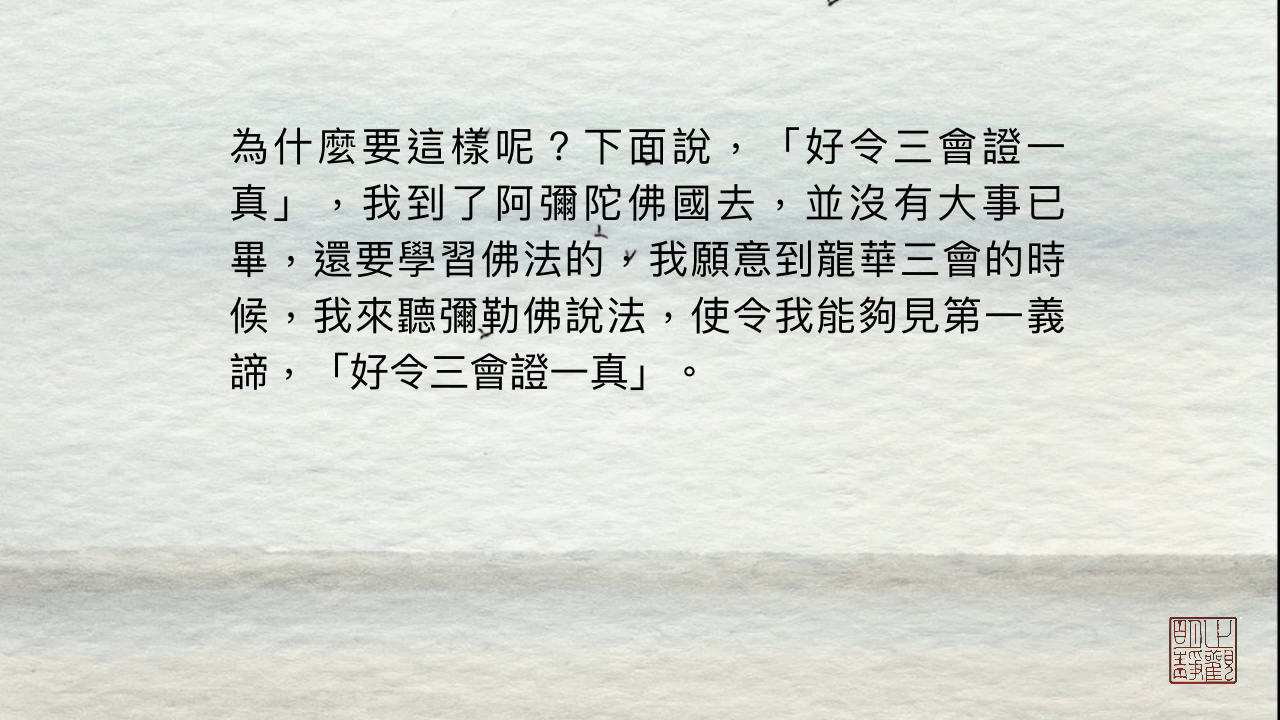 為什麼要這樣呢？下面說，「好令三會證一
真」，我到了阿彌陀佛國去，並沒有大事已
畢，還要學習佛法的，我願意到龍華三會的時
候，我來聽彌勒佛說法，使令我能夠見第一義
諦，「好令三會證一真」。